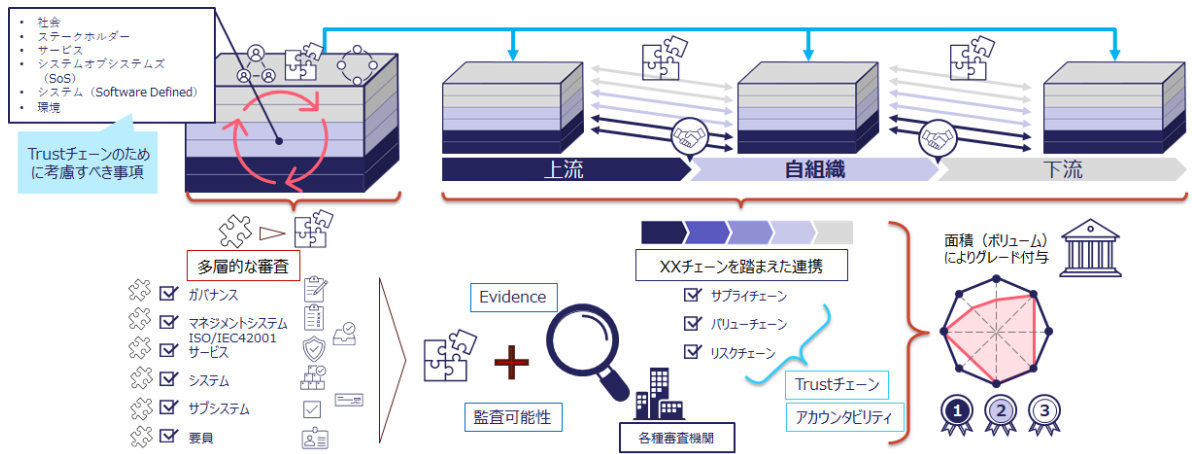 • 社会
• ステークホルダー
• サービス
• システムオブシステムズ
（SoS）
• システム（Software Defined）
• 環境
Trustチェーンのため
に考慮すべき事項
上流
自組織
下流
多層的な審査
ガバナンス
マネジメントシステム
ISO/IEC42001
サービス
システム
サブシステム
要員
Evidence
監査可能性
各種審査機関
XXチェーンを踏まえた連携
サプライチェーン
バリューチェーン
リスクチェーン
Trustチェーン
アカウンタビリティ
面積（ボリューム）
によりグレード付与
1
2
3